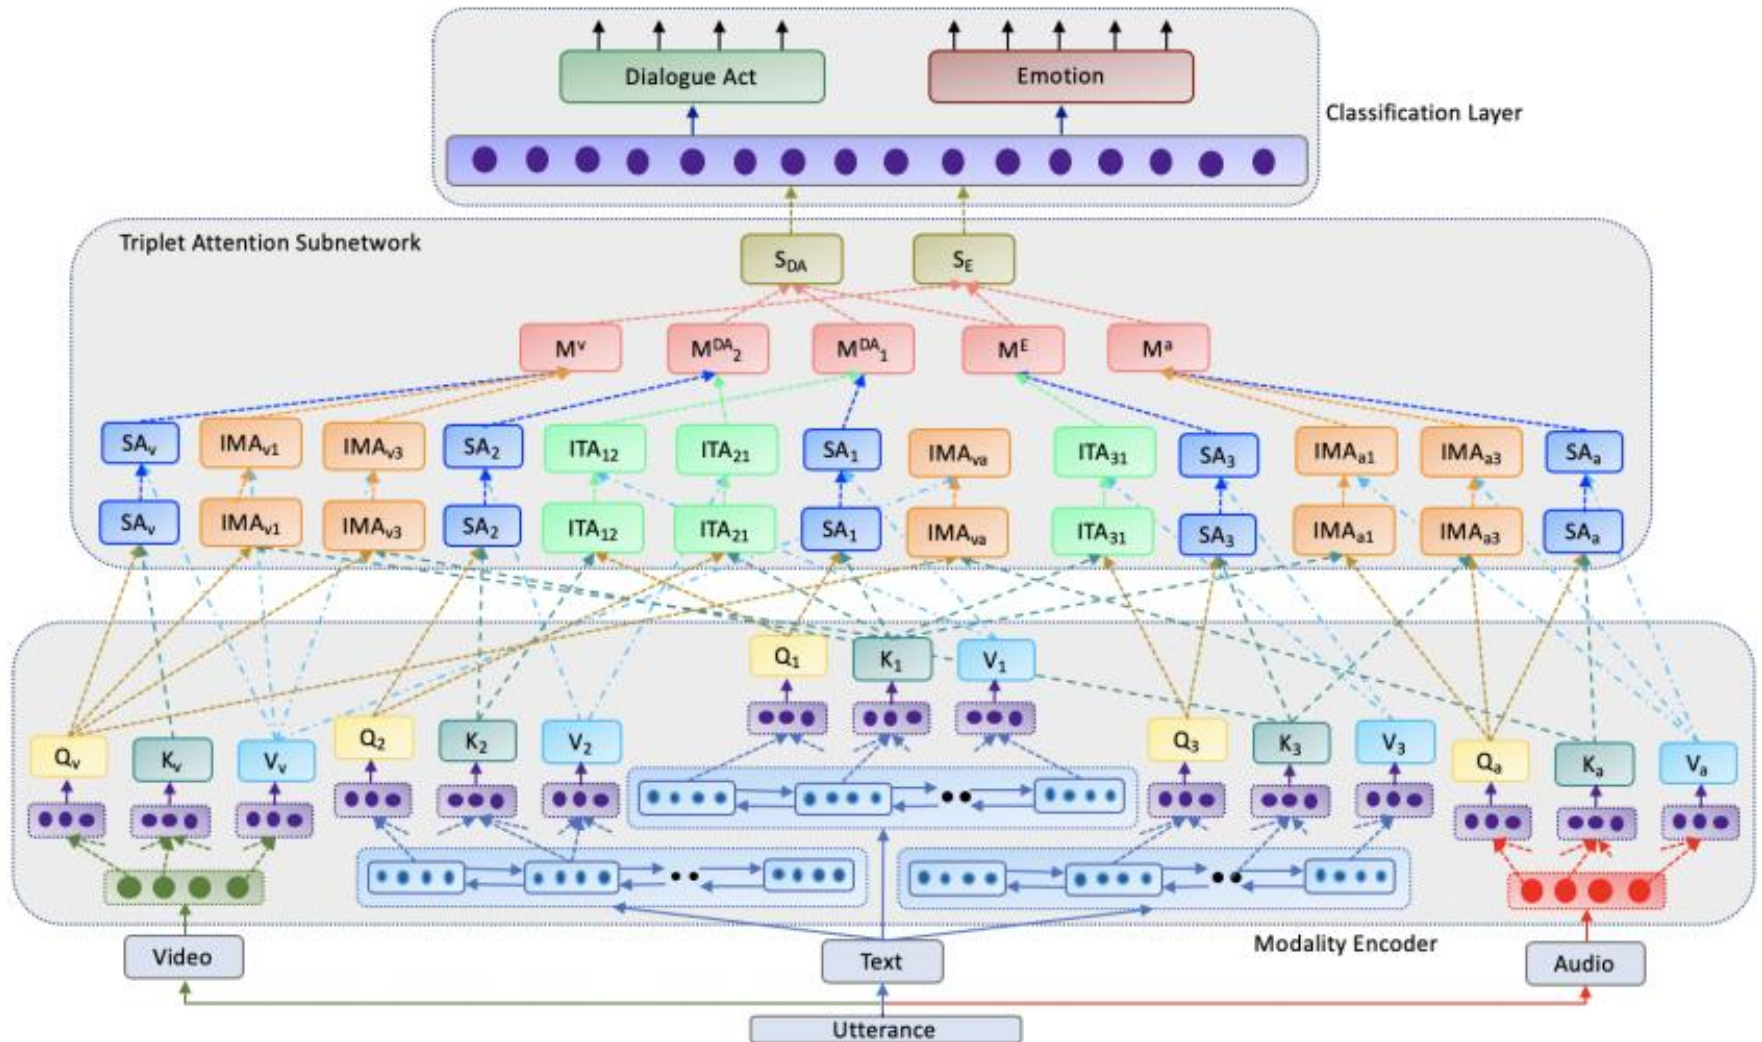 Dialogue Act
Emotion
Classification Layer
Triplet Attention Subnetwork
S_DA
S_E
M^v
M^DA_2
M^DA_1
M^E
M^a
SA_v
IMA_v1
IMA_v3
SA_2
ITA_12
ITA_21
SA_1
IMA_va
ITA_31
SA_3
IMA_a1
IMA_a3
SA_a
SA_v
IMA_v1
IMA_v3
SA_2
ITA_12
ITA_21
SA_1
IMA_va
ITA_31
SA_3
IMA_a1
IMA_a3
SA_a
Q_1
K_1
V_1
Q_v
K_v
V_v
Q_2
K_2
V_2
Q_3
K_3
V_3
Q_a
K_a
V_a
Modality Encoder
Video
Text
Audio
Utterance